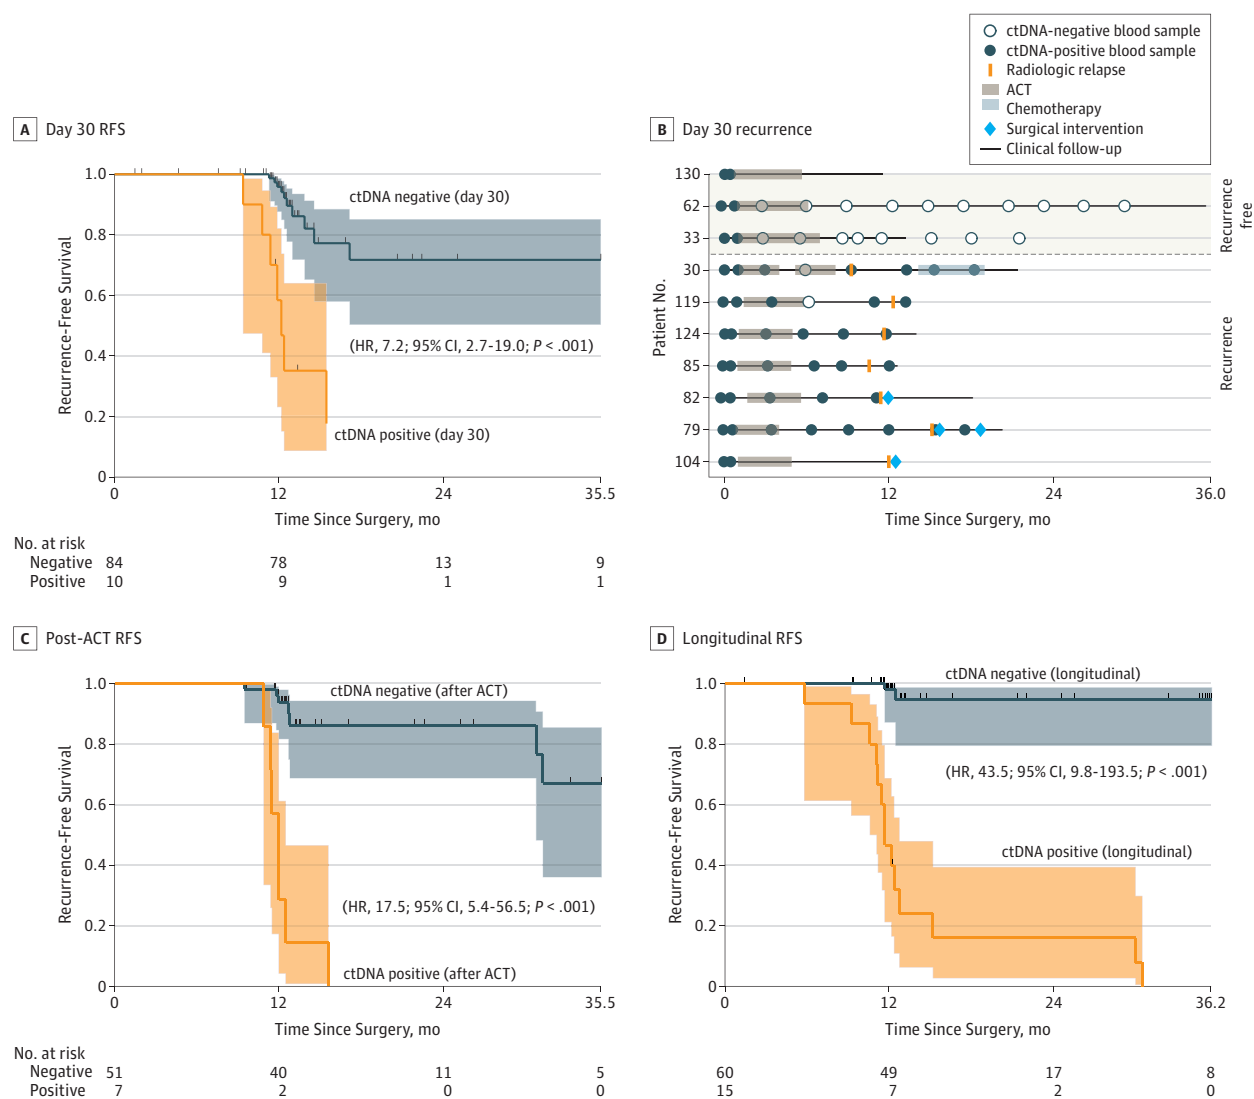 ctDNA-negative blood sample
ctDNA-positive blood sample
Radiologic relapse
ACT
Chemotherapy
Surgical intervention
Clinical follow-up
A Day 30 RFS
1.0
0.8
0.6
0.4
0.2
0
Recurrence-Free Survival
ctDNA negative (day 30)
(HR, 7.2; 95% CI, 2.7-19.0; P < .001)
ctDNA positive (day 30)
0 12 24 35.5
Time Since Surgery, mo
No. at risk
Negative 84 78 13 9
Positive 10 9 1 1
B Day 30 recurrence
Patient No.
130
62
33
30
119
124
85
82
79
104
Recurrence
free
Recurrence
0 12 24 36.0
Time Since Surgery, mo
C Post-ACT RFS
1.0
0.8
0.6
0.4
0.2
0
Recurrence-Free Survival
ctDNA negative (after ACT)
(HR, 17.5; 95% CI, 5.4-56.5; P < .001)
ctDNA positive (after ACT)
0 12 24 35.5
Time Since Surgery, mo
No. at risk
Negative 51 40 11 5
Positive 7 2 0 0
D Longitudinal RFS
1.0
0.8
0.6
0.4
0.2
0
Recurrence-Free Survival
ctDNA negative (longitudinal)
(HR, 43.5; 95% CI, 9.8-193.5; P < .001)
ctDNA positive (longitudinal)
0 12 24 36.2
Time Since Surgery, mo
60 49 17 8
15 7 2 0